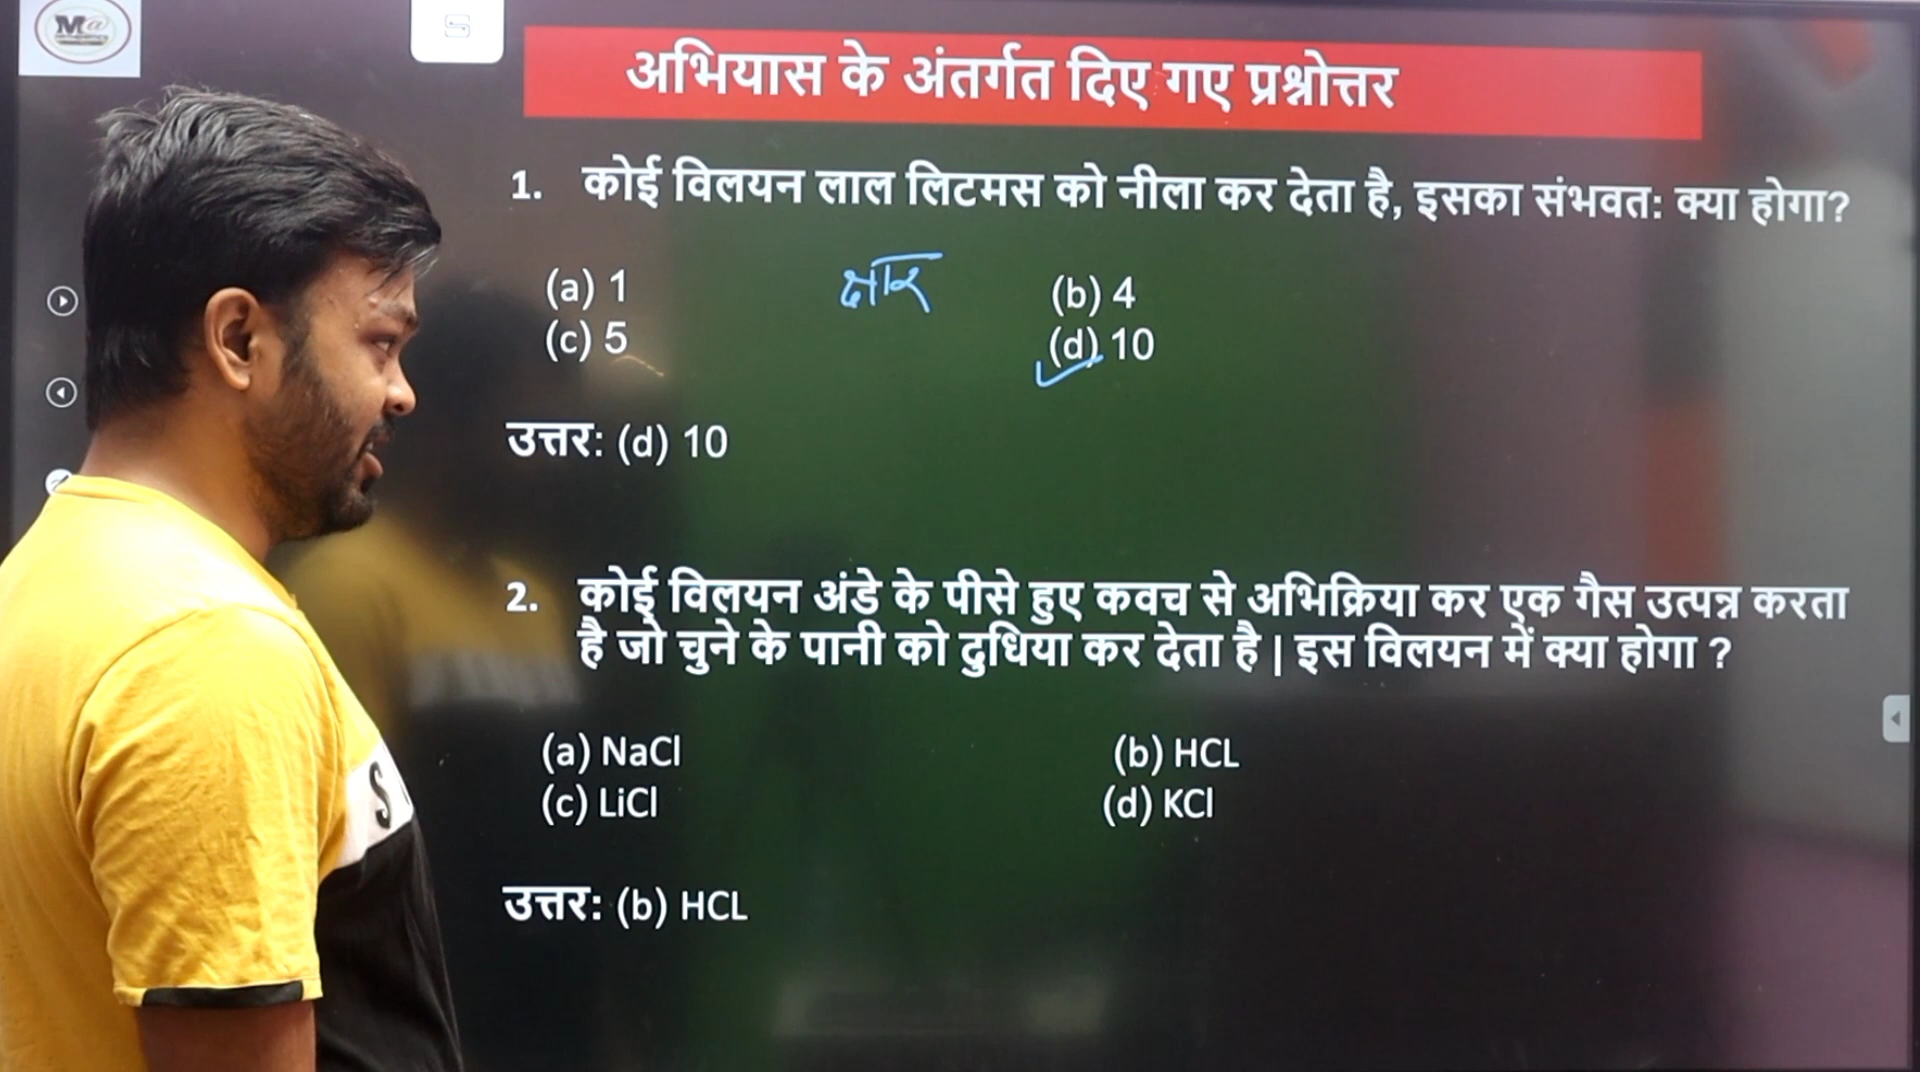 M@
S
अभियास के अंतर्गत दिए गए प्रश्नोत्तर
1. कोई विलयन लाल लिटमस को नीला कर देता है, इसका संभवत: क्या होगा?
(a) 1 क्षार (b) 4
(c) 5 (d) 10
उत्तर: (d) 10
2. कोई विलयन अंडे के पीसे हुए कवच से अभिक्रिया कर एक गैस उत्पन्न करता
है जो चुने के पानी को दुधिया कर देता है | इस विलयन में क्या होगा ?
(a) NaCl (b) HCL
(c) LiCl (d) KCl
उत्तर: (b) HCL
S